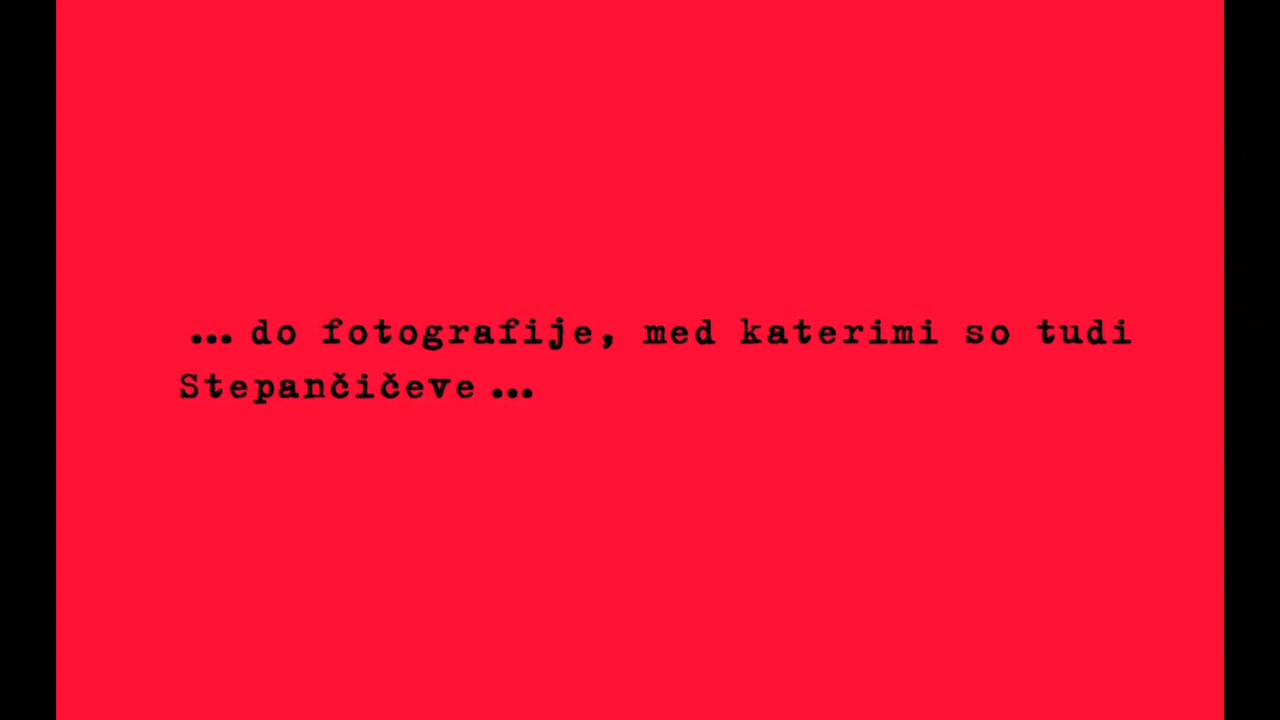 … do fotografije, med katerimi so tudi
Stepančičeve …